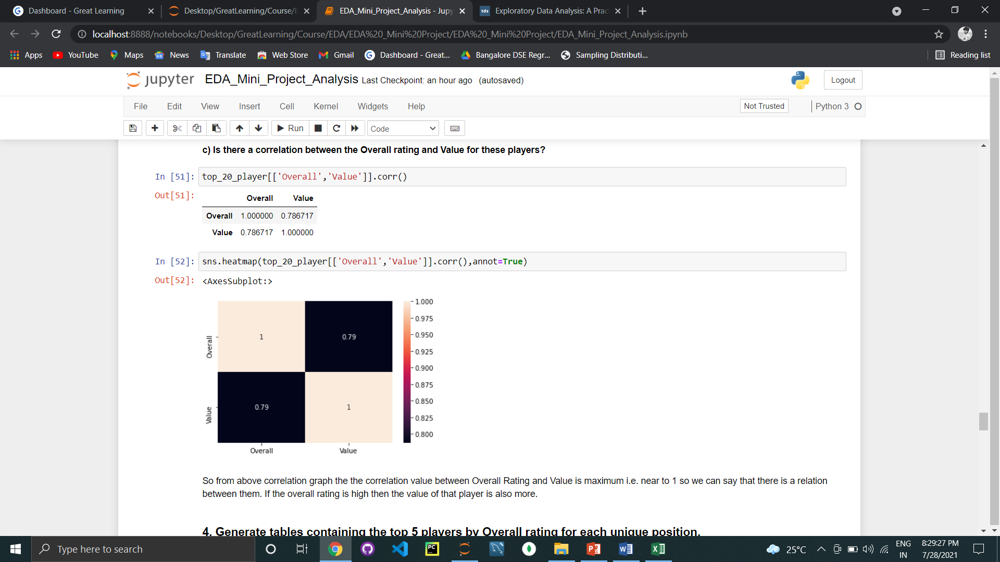 Dashboard - Great Learning
Desktop/GreatLearning/Course/E
EDA_Mini_Project_Analysis - Jupy
tds Exploratory Data Analysis: A Prac
localhost:8888/notebooks/Desktop/GreatLearning/Course/EDA/EDA%20_Mini%20Project/EDA%20_Mini%20Project/EDA_Mini_Project_Analysis.ipynb
Apps YouTube Maps News Translate Web Store Gmail Dashboard - Great... Bangalore DSE Regr... Sampling Distributi... Reading list
jupyter EDA_Mini_Project_Analysis Last Checkpoint: an hour ago (autosaved) Logout
File Edit View Insert Cell Kernel Widgets Help Not Trusted Python 3
Run Code
c) Is there a correlation between the Overall rating and Value for these players?
In [51]: top_20_player[['Overall','Value']].corr()
Out[51]:
Overall Value
Overall 1.000000 0.786717
Value 0.786717 1.000000
In [52]: sns.heatmap(top_20_player[['Overall','Value']].corr(),annot=True)
Out[52]: <AxesSubplot:>
1.000
0.975
0.950
0.925
0.900
0.875
0.850
0.825
0.800
Overall 1 0.79
Value 0.79 1
Overall Value
So from above correlation graph the the correlation value between Overall Rating and Value is maximum i.e. near to 1 so we can say that there is a relation
between them. If the overall rating is high then the value of that player is also more.
4. Generate tables containing the top 5 players by Overall rating for each unique position.
Type here to search
PC
25°C
ENG
IN
8:29:27 PM
7/28/2021